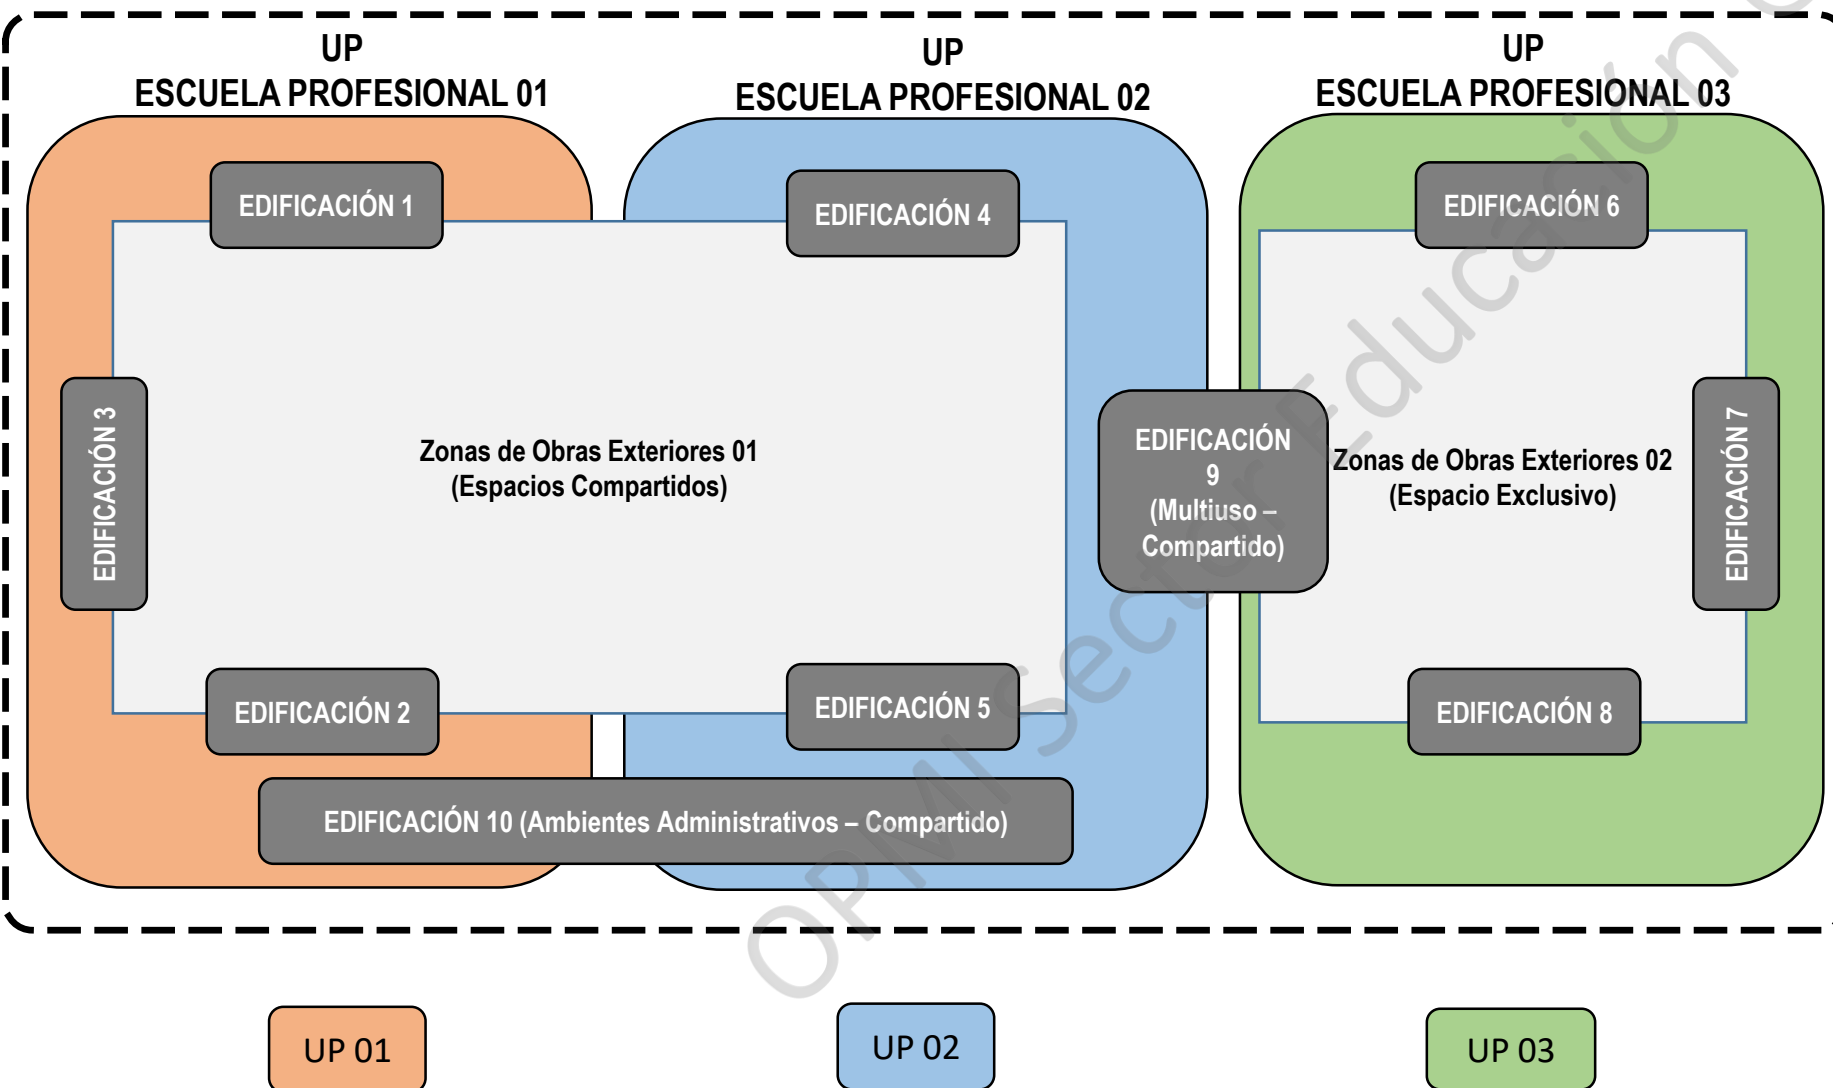 UP
ESCUELA PROFESIONAL 01
UP
ESCUELA PROFESIONAL 02
UP
ESCUELA PROFESIONAL 03
EDIFICACIÓN 1
EDIFICACIÓN 4
EDIFICACIÓN 6
EDIFICACIÓN 3
Zonas de Obras Exteriores 01
(Espacios Compartidos)
EDIFICACIÓN
9
(Multiuso –
Compartido)
Zonas de Obras Exteriores 02
(Espacio Exclusivo)
EDIFICACIÓN 7
EDIFICACIÓN 2
EDIFICACIÓN 5
EDIFICACIÓN 8
EDIFICACIÓN 10 (Ambientes Administrativos – Compartido)
OPMI Sector Educación
UP 01
UP 02
UP 03